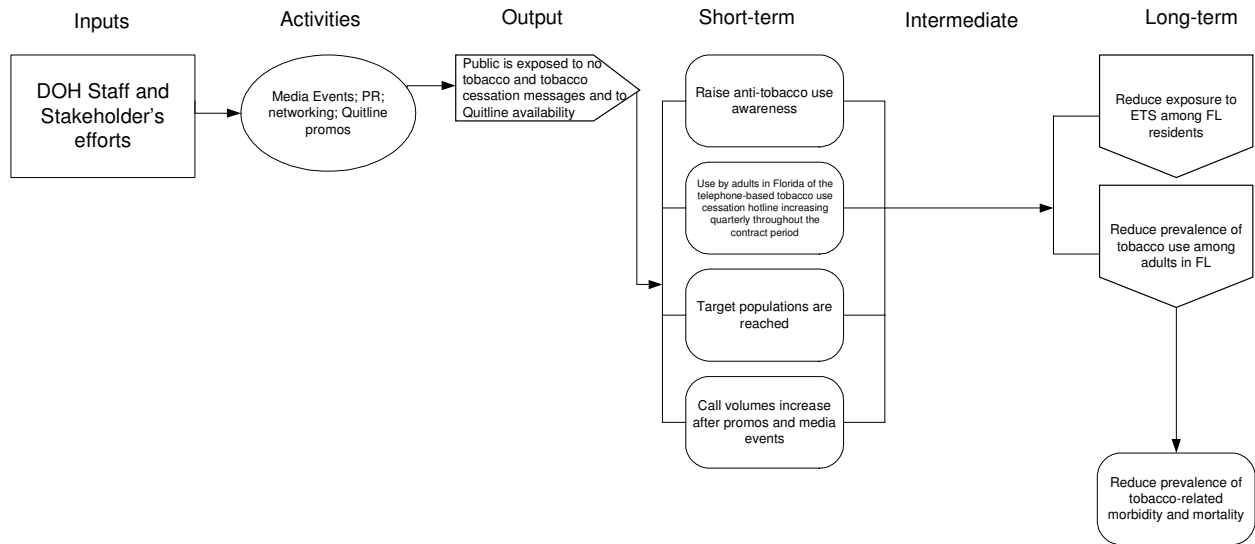 Inputs
Activities
Output
Short-term
Intermediate
Long-term
DOH Staff and
Stakeholder's
efforts
Media Events; PR;
networking; Quitline
promos
Public is exposed to no
tobacco and tobacco
cessation messages and to
Quitline availability
Raise anti-tobacco use
awareness
Use by adults in Florida of the
telephone-based tobacco use
cessation hotline increasing
quarterly throughout the
contract period
Target populations are
reached
Call volumes increase
after promos and media
events
Reduce exposure to
ETS among FL
residents
Reduce prevalence of
tobacco use among
adults in FL
Reduce prevalence of
tobacco-related
morbidity and mortality